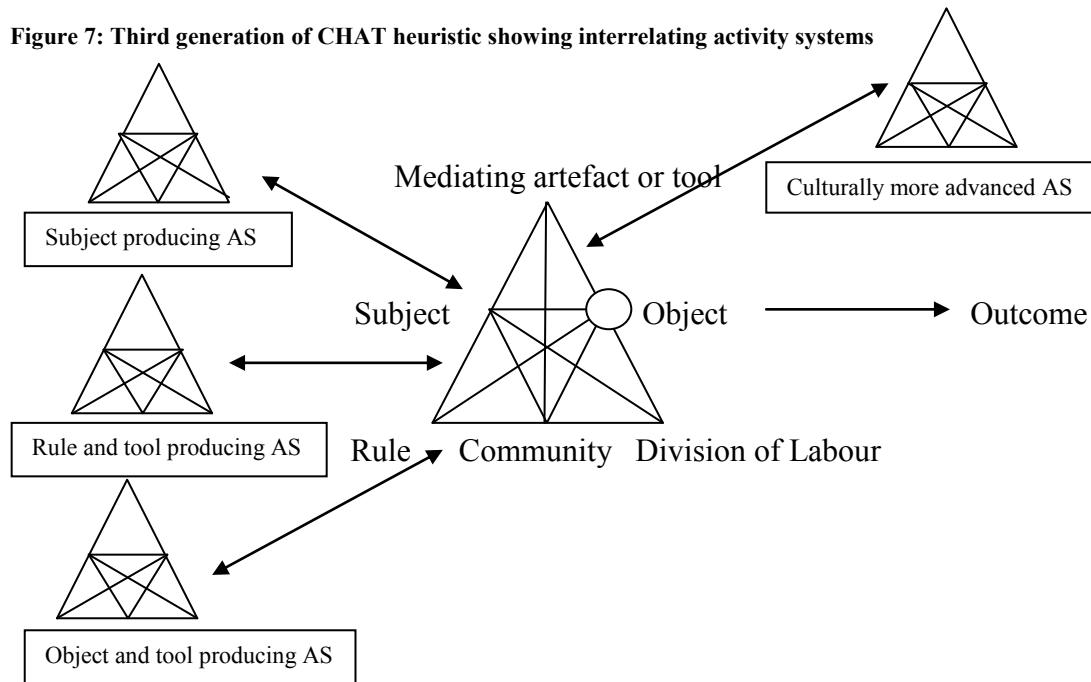 Figure 7: Third generation of CHAT heuristic showing interrelating activity systems
Mediating artefact or tool
Culturally more advanced AS
Subject producing AS
Subject
Object
Outcome
Rule and tool producing AS
Rule
Community
Division of Labour
Object and tool producing AS